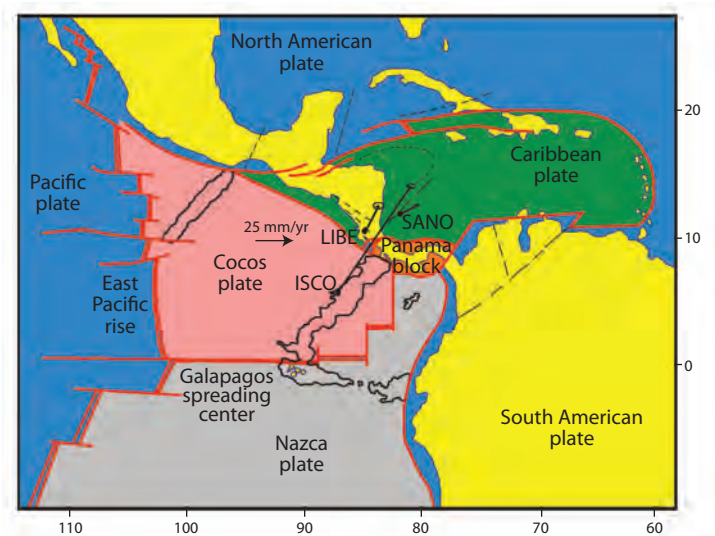 North American
plate
20
Caribbean
plate
Pacific
plate
25 mm/yr
SANO
LIBE
10
Panama
block
Cocos
plate
ISCO
East
Pacific
rise
0
Galapagos
spreading
center
South American
plate
Nazca
plate
110
100
90
80
70
60